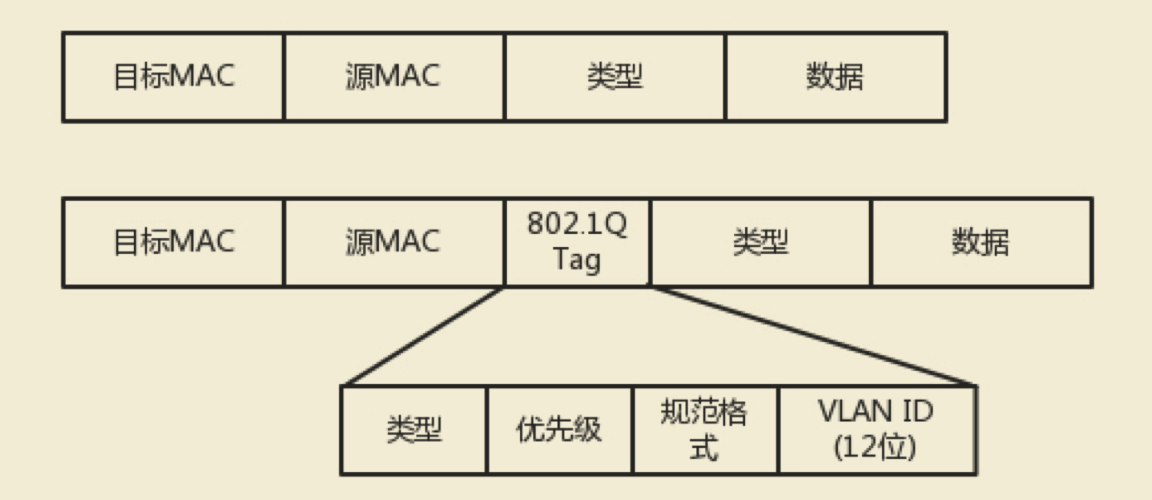 目标MAC 源MAC 类型 数据
目标MAC 源MAC 802.1Q Tag 类型 数据
类型 优先级 规范格式 VLAN ID (12位)